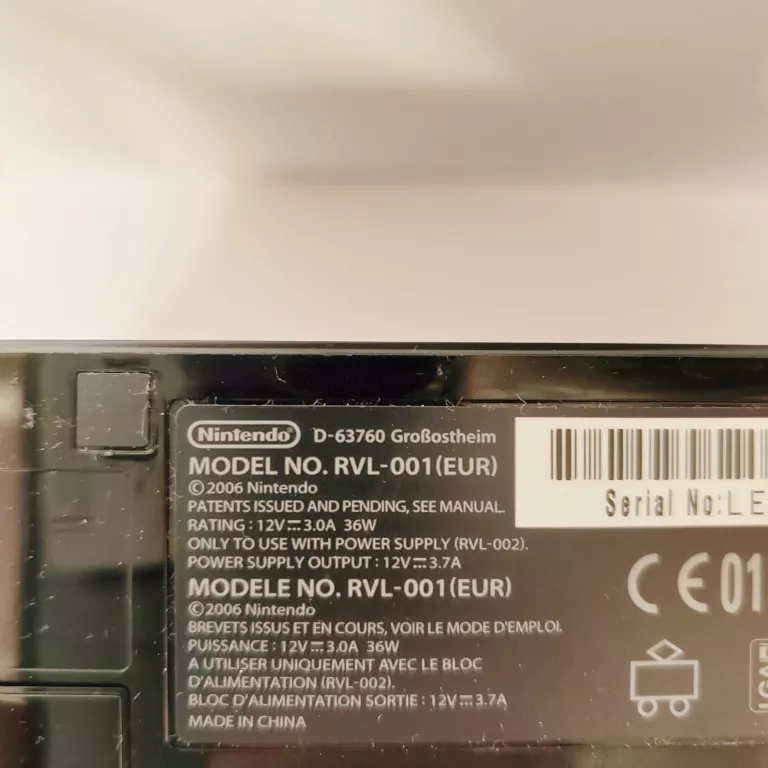 Nintendo D-63760 Großostheim
MODEL NO. RVL-001(EUR)
©2006 Nintendo
PATENTS ISSUED AND PENDING, SEE MANUAL.
RATING : 12V⎓3.0A 36W
ONLY TO USE WITH POWER SUPPLY (RVL-002).
POWER SUPPLY OUTPUT : 12V⎓3.7A
MODELE NO. RVL-001(EUR)
©2006 Nintendo
BREVETS ISSUS ET EN COURS, VOIR LE MODE D'EMPLOI.
PUISSANCE : 12V⎓3.0A 36W
A UTILISER UNIQUEMENT AVEC LE BLOC
D'ALIMENTATION (RVL-002).
BLOC D'ALIMENTATION SORTIE : 12V⎓3.7A
MADE IN CHINA
Serial No:LE
CE01